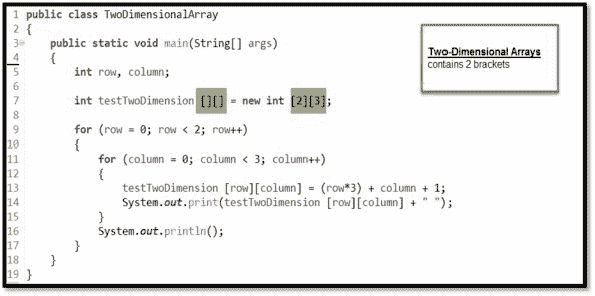 1 public class TwoDimensionalArray
2 {
3 public static void main(String[] args)
4 {
5 int row, column;
6
7 int testTwoDimension [][] = new int [2][3];
8
9 for (row = 0; row < 2; row++)
10 {
11 for (column = 0; column < 3; column++)
12 {
13 testTwoDimension [row][column] = (row*3) + column + 1;
14 System.out.print(testTwoDimension [row][column] + " ");
15 }
16 System.out.println();
17 }
18 }
19 }
Two-Dimensional Arrays
contains 2 brackets